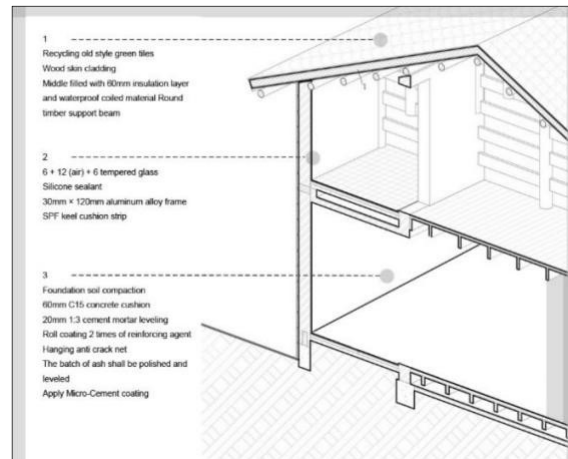 1
Recycling old style green tiles
Wood skin cladding
Middle filled with 60mm insulation layer
and waterproof coiled material Round
timber support beam
2
6 + 12 (air) + 6 tempered glass
Silicone sealant
30mm × 120mm aluminum alloy frame
SPF keel cushion strip
3
Foundation soil compaction
60mm C15 concrete cushion
20mm 1:3 cement mortar leveling
Roll coating 2 times of reinforcing agent
Hanging anti crack net
The batch of ash shall be polished and
leveled
Apply Micro-Cement coating